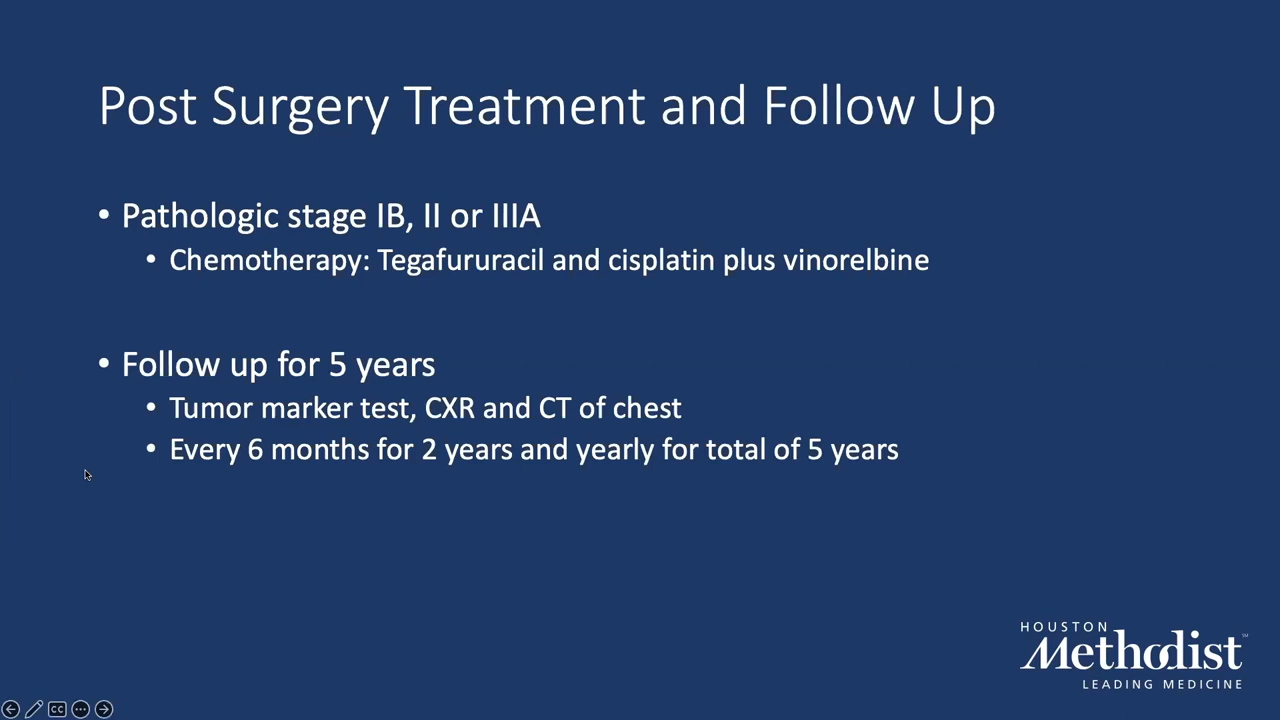 Post Surgery Treatment and Follow Up
• Pathologic stage IB, II or IIIA
• Chemotherapy: Tegafururacil and cisplatin plus vinorelbine
• Follow up for 5 years
• Tumor marker test, CXR and CT of chest
• Every 6 months for 2 years and yearly for total of 5 years
HOUSTON
Methodist™
LEADING MEDICINE
CC